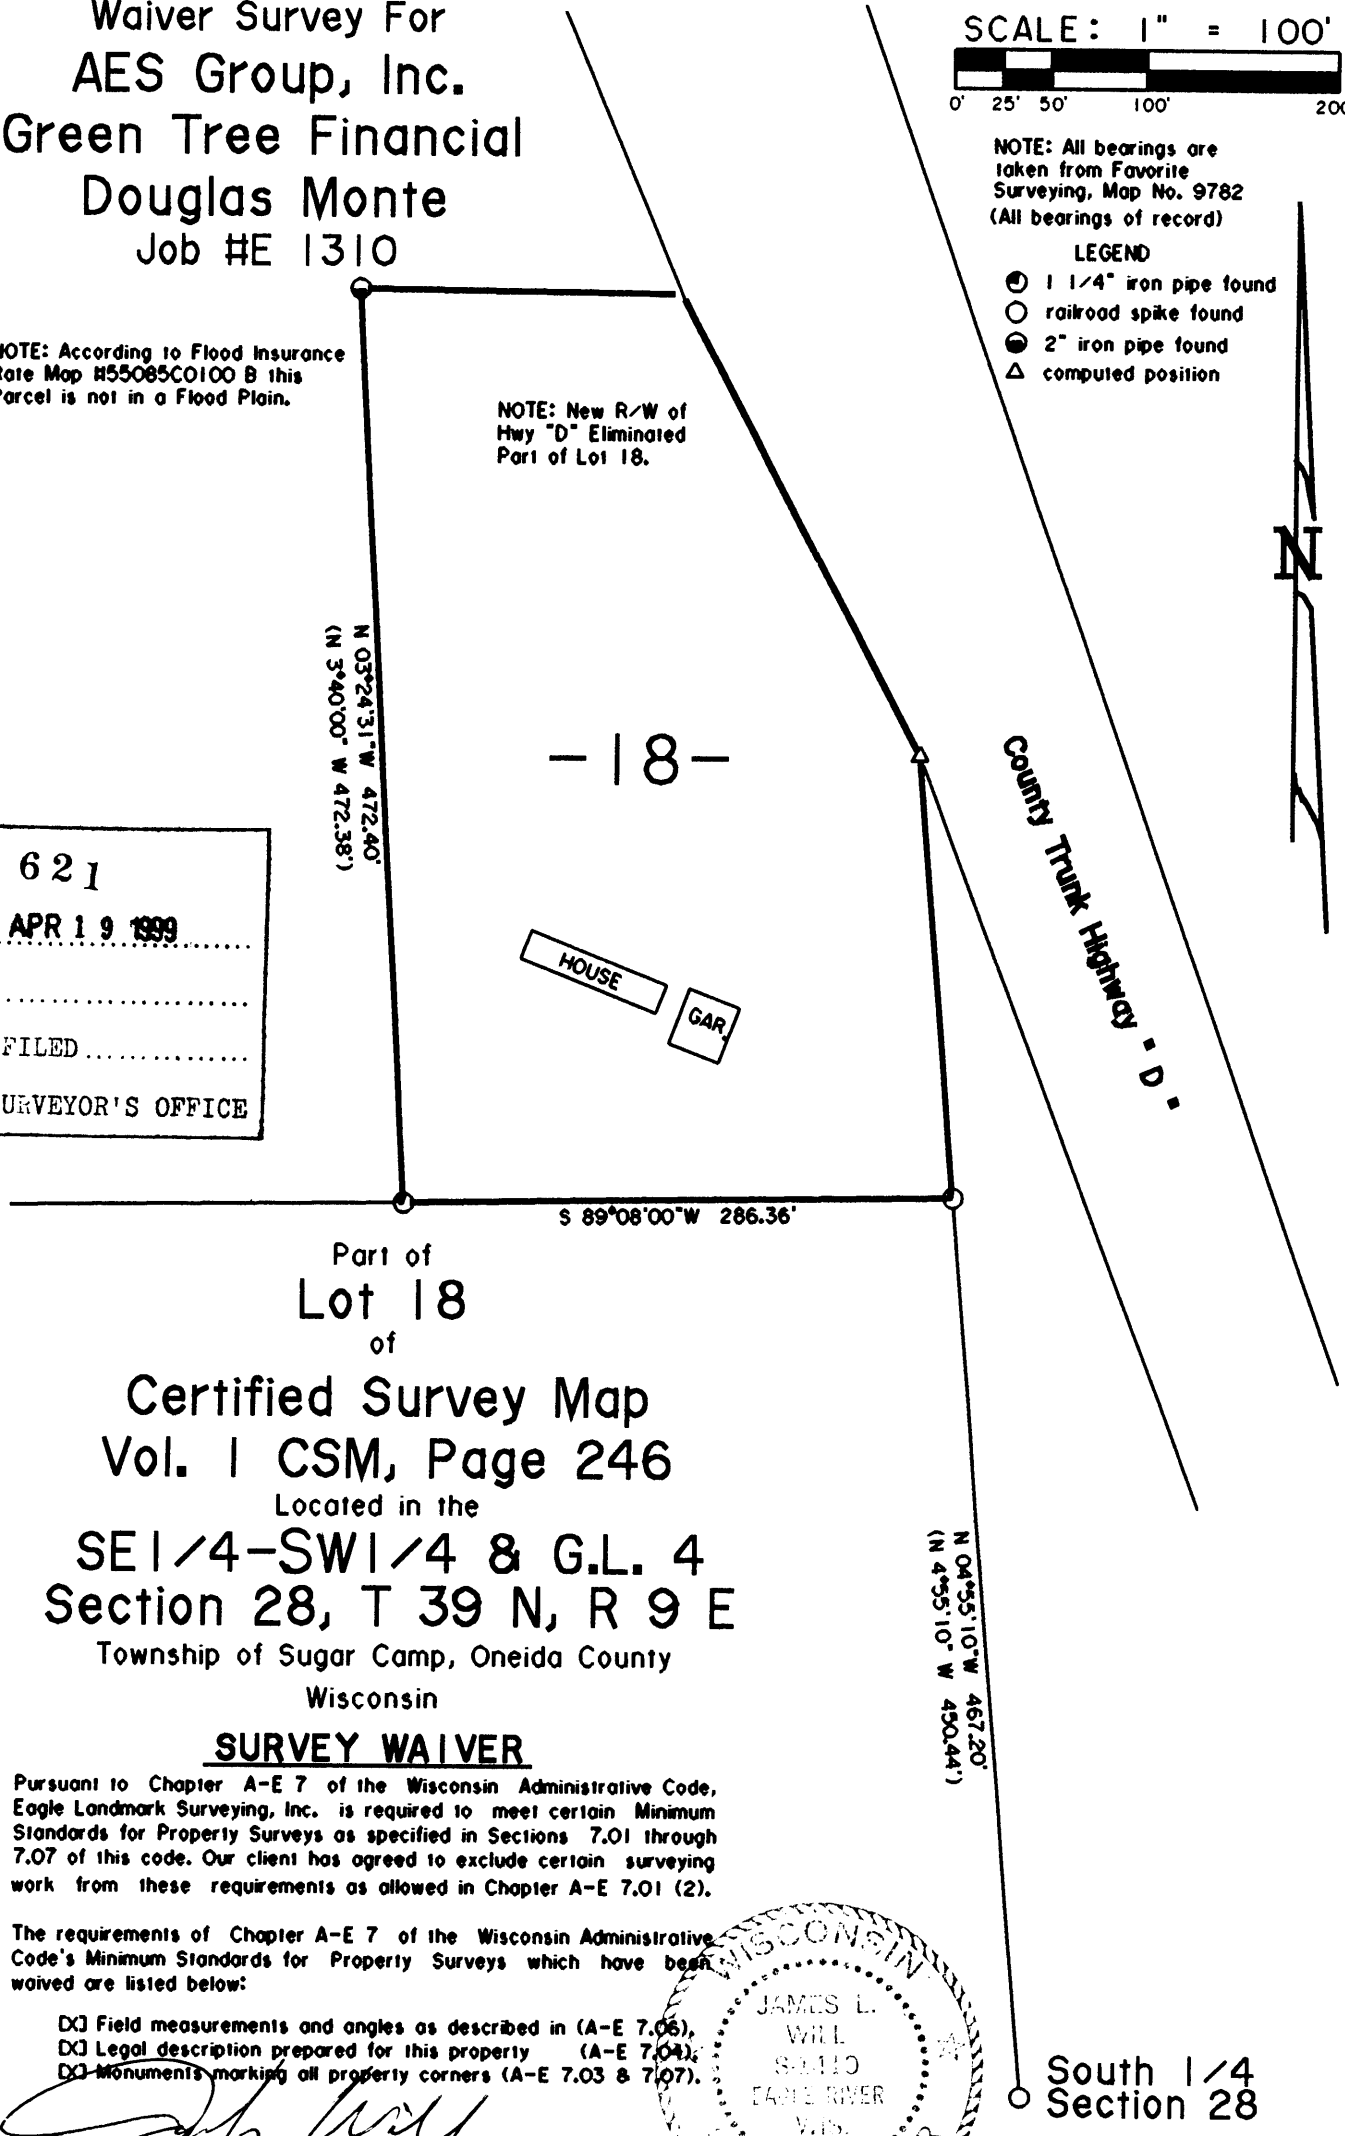 Waiver Survey For
AES Group, Inc.
Green Tree Financial
Douglas Monte
Job #E 1310
SCALE: 1" = 100'
0' 25' 50' 100' 200
NOTE: All bearings are
taken from Favorite
Surveying, Map No. 9782
(All bearings of record)
LEGEND
1 1/4" iron pipe found
railroad spike found
2" iron pipe found
computed position
N
NOTE: According to Flood Insurance
Rate Map #55085C0100 B this
Parcel is not in a Flood Plain.
NOTE: New R/W of
Hwy "D" Eliminated
Part of Lot 18.
N 03°24'31"W 472.40'
(N 3°40'00" W 472.38')
-18-
County Trunk Highway "D"
HOUSE
GAR.
621
APR 19 1999
FILED
URVEYOR'S OFFICE
S 89°08'00"W 286.36'
Part of
Lot 18
of
Certified Survey Map
Vol. 1 CSM, Page 246
Located in the
SE1/4-SW1/4 & G.L. 4
Section 28, T 39 N, R 9 E
Township of Sugar Camp, Oneida County
Wisconsin
N 04°55'10"W 467.20'
(N 4°55'10" W 450.44')
SURVEY WAIVER
Pursuant to Chapter A-E 7 of the Wisconsin Administrative Code,
Eagle Landmark Surveying, Inc. is required to meet certain Minimum
Standards for Property Surveys as specified in Sections 7.01 through
7.07 of this code. Our client has agreed to exclude certain surveying
work from these requirements as allowed in Chapter A-E 7.01 (2).
The requirements of Chapter A-E 7 of the Wisconsin Administrative
Code's Minimum Standards for Property Surveys which have been
waived are listed below:
[X] Field measurements and angles as described in (A-E 7.06).
[X] Legal description prepared for this property (A-E 7.04).
[X] Monuments marking all property corners (A-E 7.03 & 7.07).
WISCONSIN
JAMES L.
WILL
S-1410
EAGLE RIVER
WIS.
South 1/4
Section 28